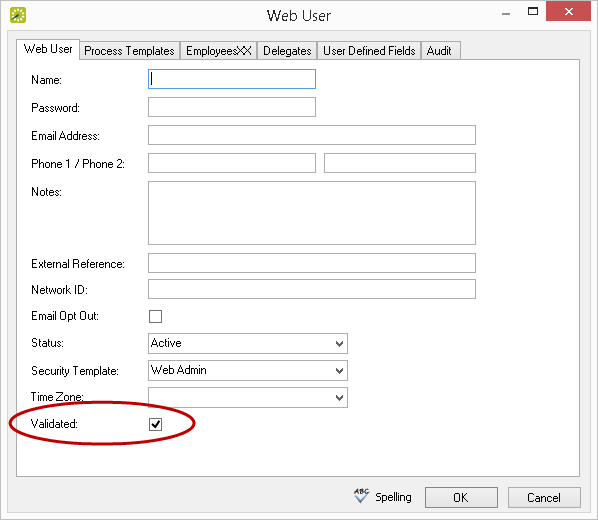 Web User
Web User Process Templates EmployeesXX Delegates User Defined Fields Audit
Name:
Password:
Email Address:
Phone 1 / Phone 2:
Notes:
External Reference:
Network ID:
Email Opt Out:
Status: Active
Security Template: Web Admin
Time Zone:
Validated:
ABC Spelling OK Cancel